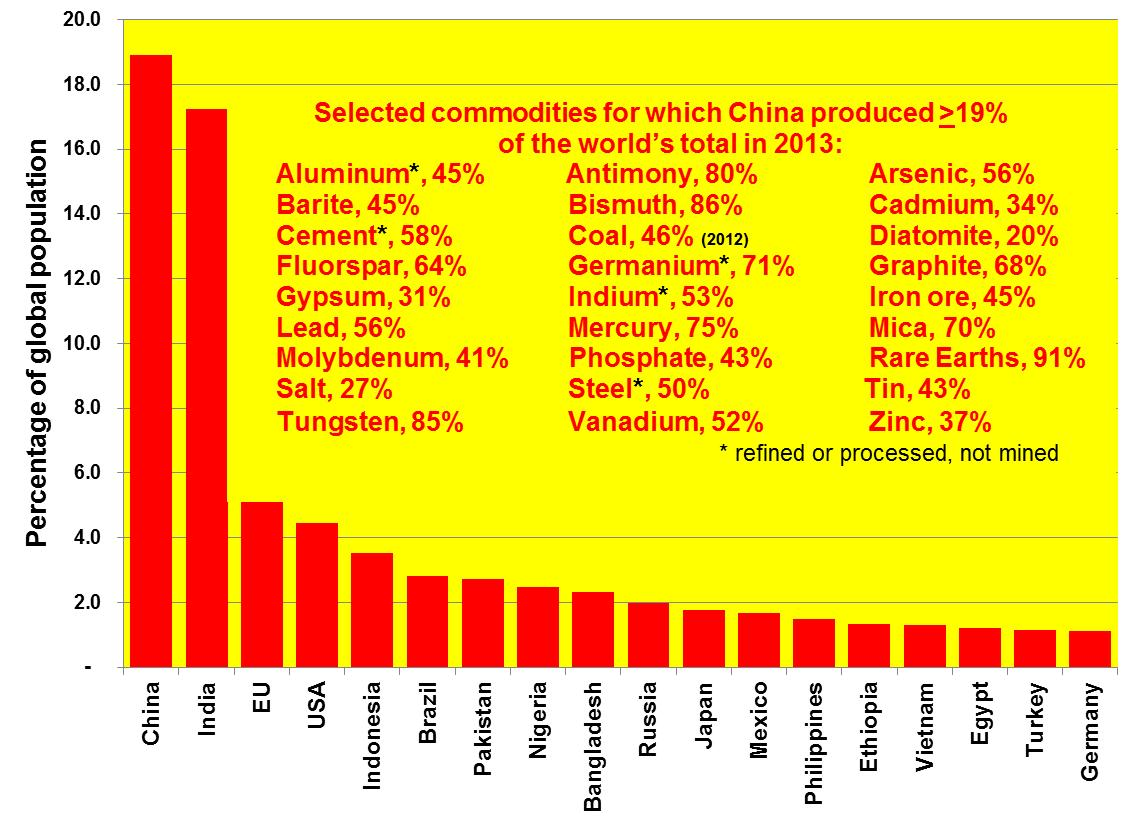 20.0
18.0
16.0
14.0
12.0
10.0
8.0
6.0
4.0
2.0
-
Percentage of global population
Selected commodities for which China produced >19%
of the world's total in 2013:
Aluminum*, 45% Antimony, 80% Arsenic, 56%
Barite, 45% Bismuth, 86% Cadmium, 34%
Cement*, 58% Coal, 46% (2012) Diatomite, 20%
Fluorspar, 64% Germanium*, 71% Graphite, 68%
Gypsum, 31% Indium*, 53% Iron ore, 45%
Lead, 56% Mercury, 75% Mica, 70%
Molybdenum, 41% Phosphate, 43% Rare Earths, 91%
Salt, 27% Steel*, 50% Tin, 43%
Tungsten, 85% Vanadium, 52% Zinc, 37%
* refined or processed, not mined
China
India
EU
USA
Indonesia
Brazil
Pakistan
Nigeria
Bangladesh
Russia
Japan
Mexico
Philippines
Ethiopia
Vietnam
Egypt
Turkey
Germany